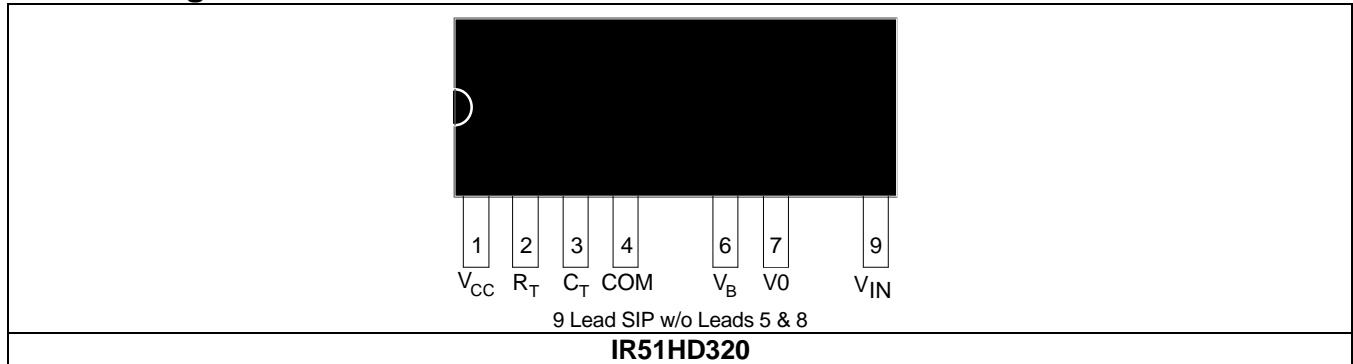 1 2 3 4 6 7 9
V_CC R_T C_T COM V_B V0 V_IN
9 Lead SIP w/o Leads 5 & 8
IR51HD320